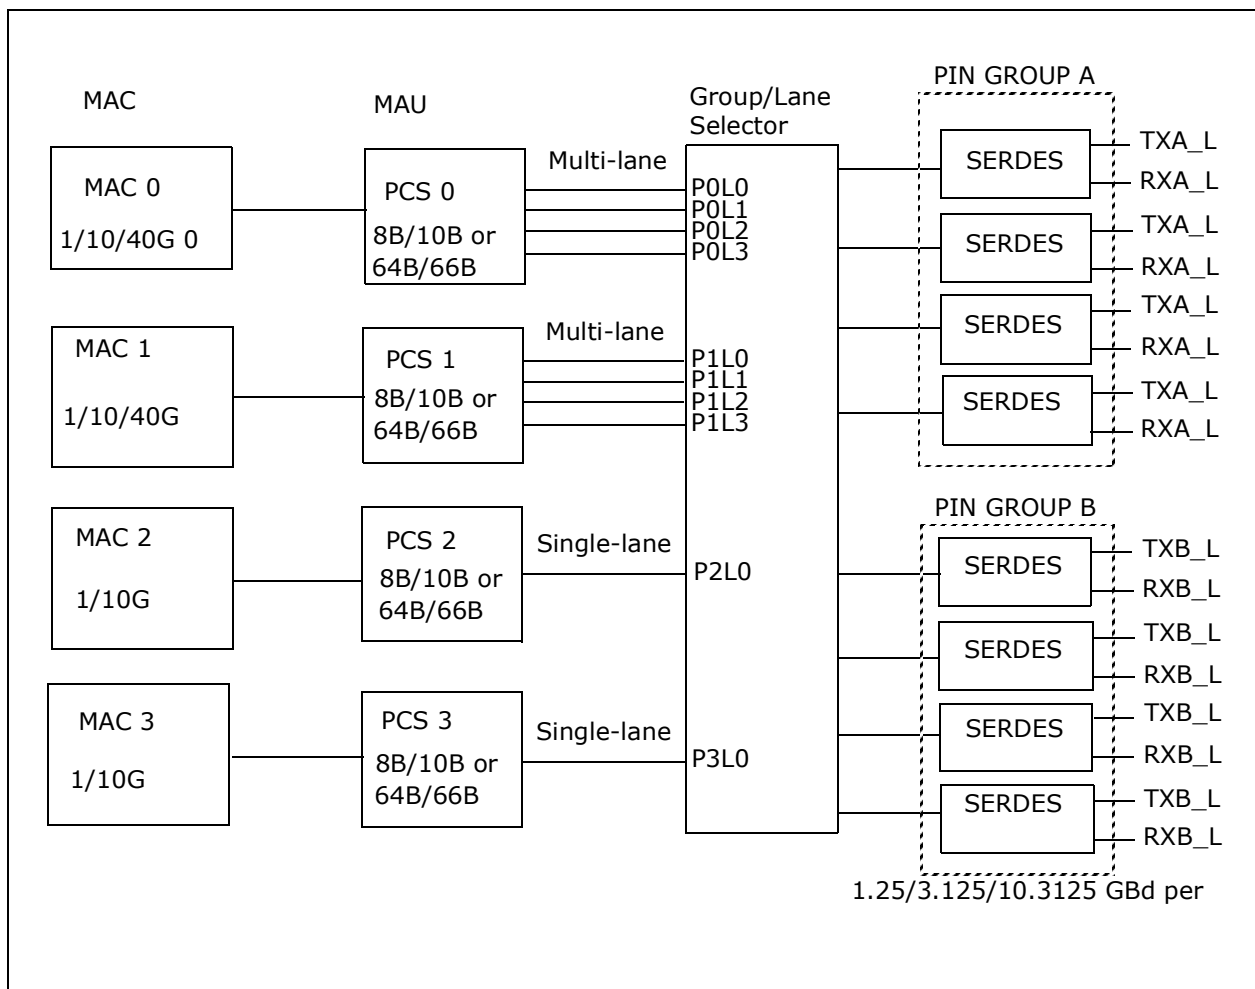 PIN GROUP A
MAC
MAU
Group/Lane
Selector
MAC 0
1/10/40G 0
PCS 0
8B/10B or
64B/66B
Multi-lane
P0L0
P0L1
P0L2
P0L3
SERDES
TXA_L
RXA_L
SERDES
TXA_L
RXA_L
SERDES
TXA_L
RXA_L
SERDES
TXA_L
RXA_L
MAC 1
1/10/40G
PCS 1
8B/10B or
64B/66B
Multi-lane
P1L0
P1L1
P1L2
P1L3
PIN GROUP B
MAC 2
1/10G
PCS 2
8B/10B or
64B/66B
Single-lane
P2L0
SERDES
TXB_L
RXB_L
SERDES
TXB_L
RXB_L
MAC 3
1/10G
PCS 3
8B/10B or
64B/66B
Single-lane
P3L0
SERDES
TXB_L
RXB_L
SERDES
TXB_L
RXB_L
1.25/3.125/10.3125 GBd per